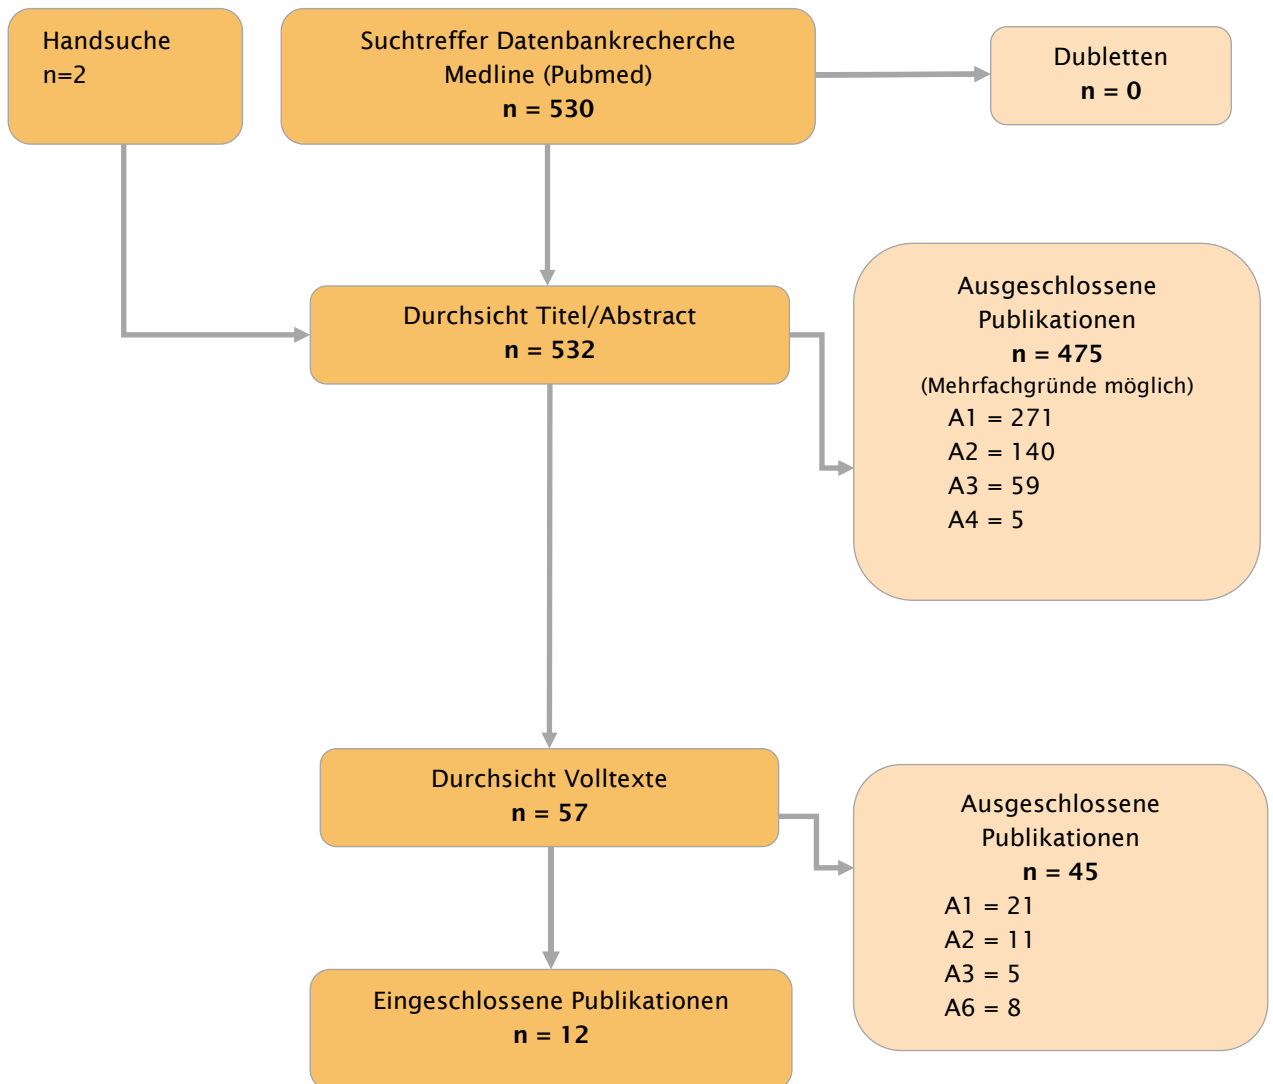 Handsuche
n=2
Suchtreffer Datenbankrecherche
Medline (Pubmed)
n = 530
Dubletten
n = 0
Durchsicht Titel/Abstract
n = 532
Ausgeschlossene
Publikationen
n = 475
(Mehrfachgründe möglich)
A1 = 271
A2 = 140
A3 = 59
A4 = 5
Durchsicht Volltexte
n = 57
Ausgeschlossene
Publikationen
n = 45
A1 = 21
A2 = 11
A3 = 5
A6 = 8
Eingeschlossene Publikationen
n = 12